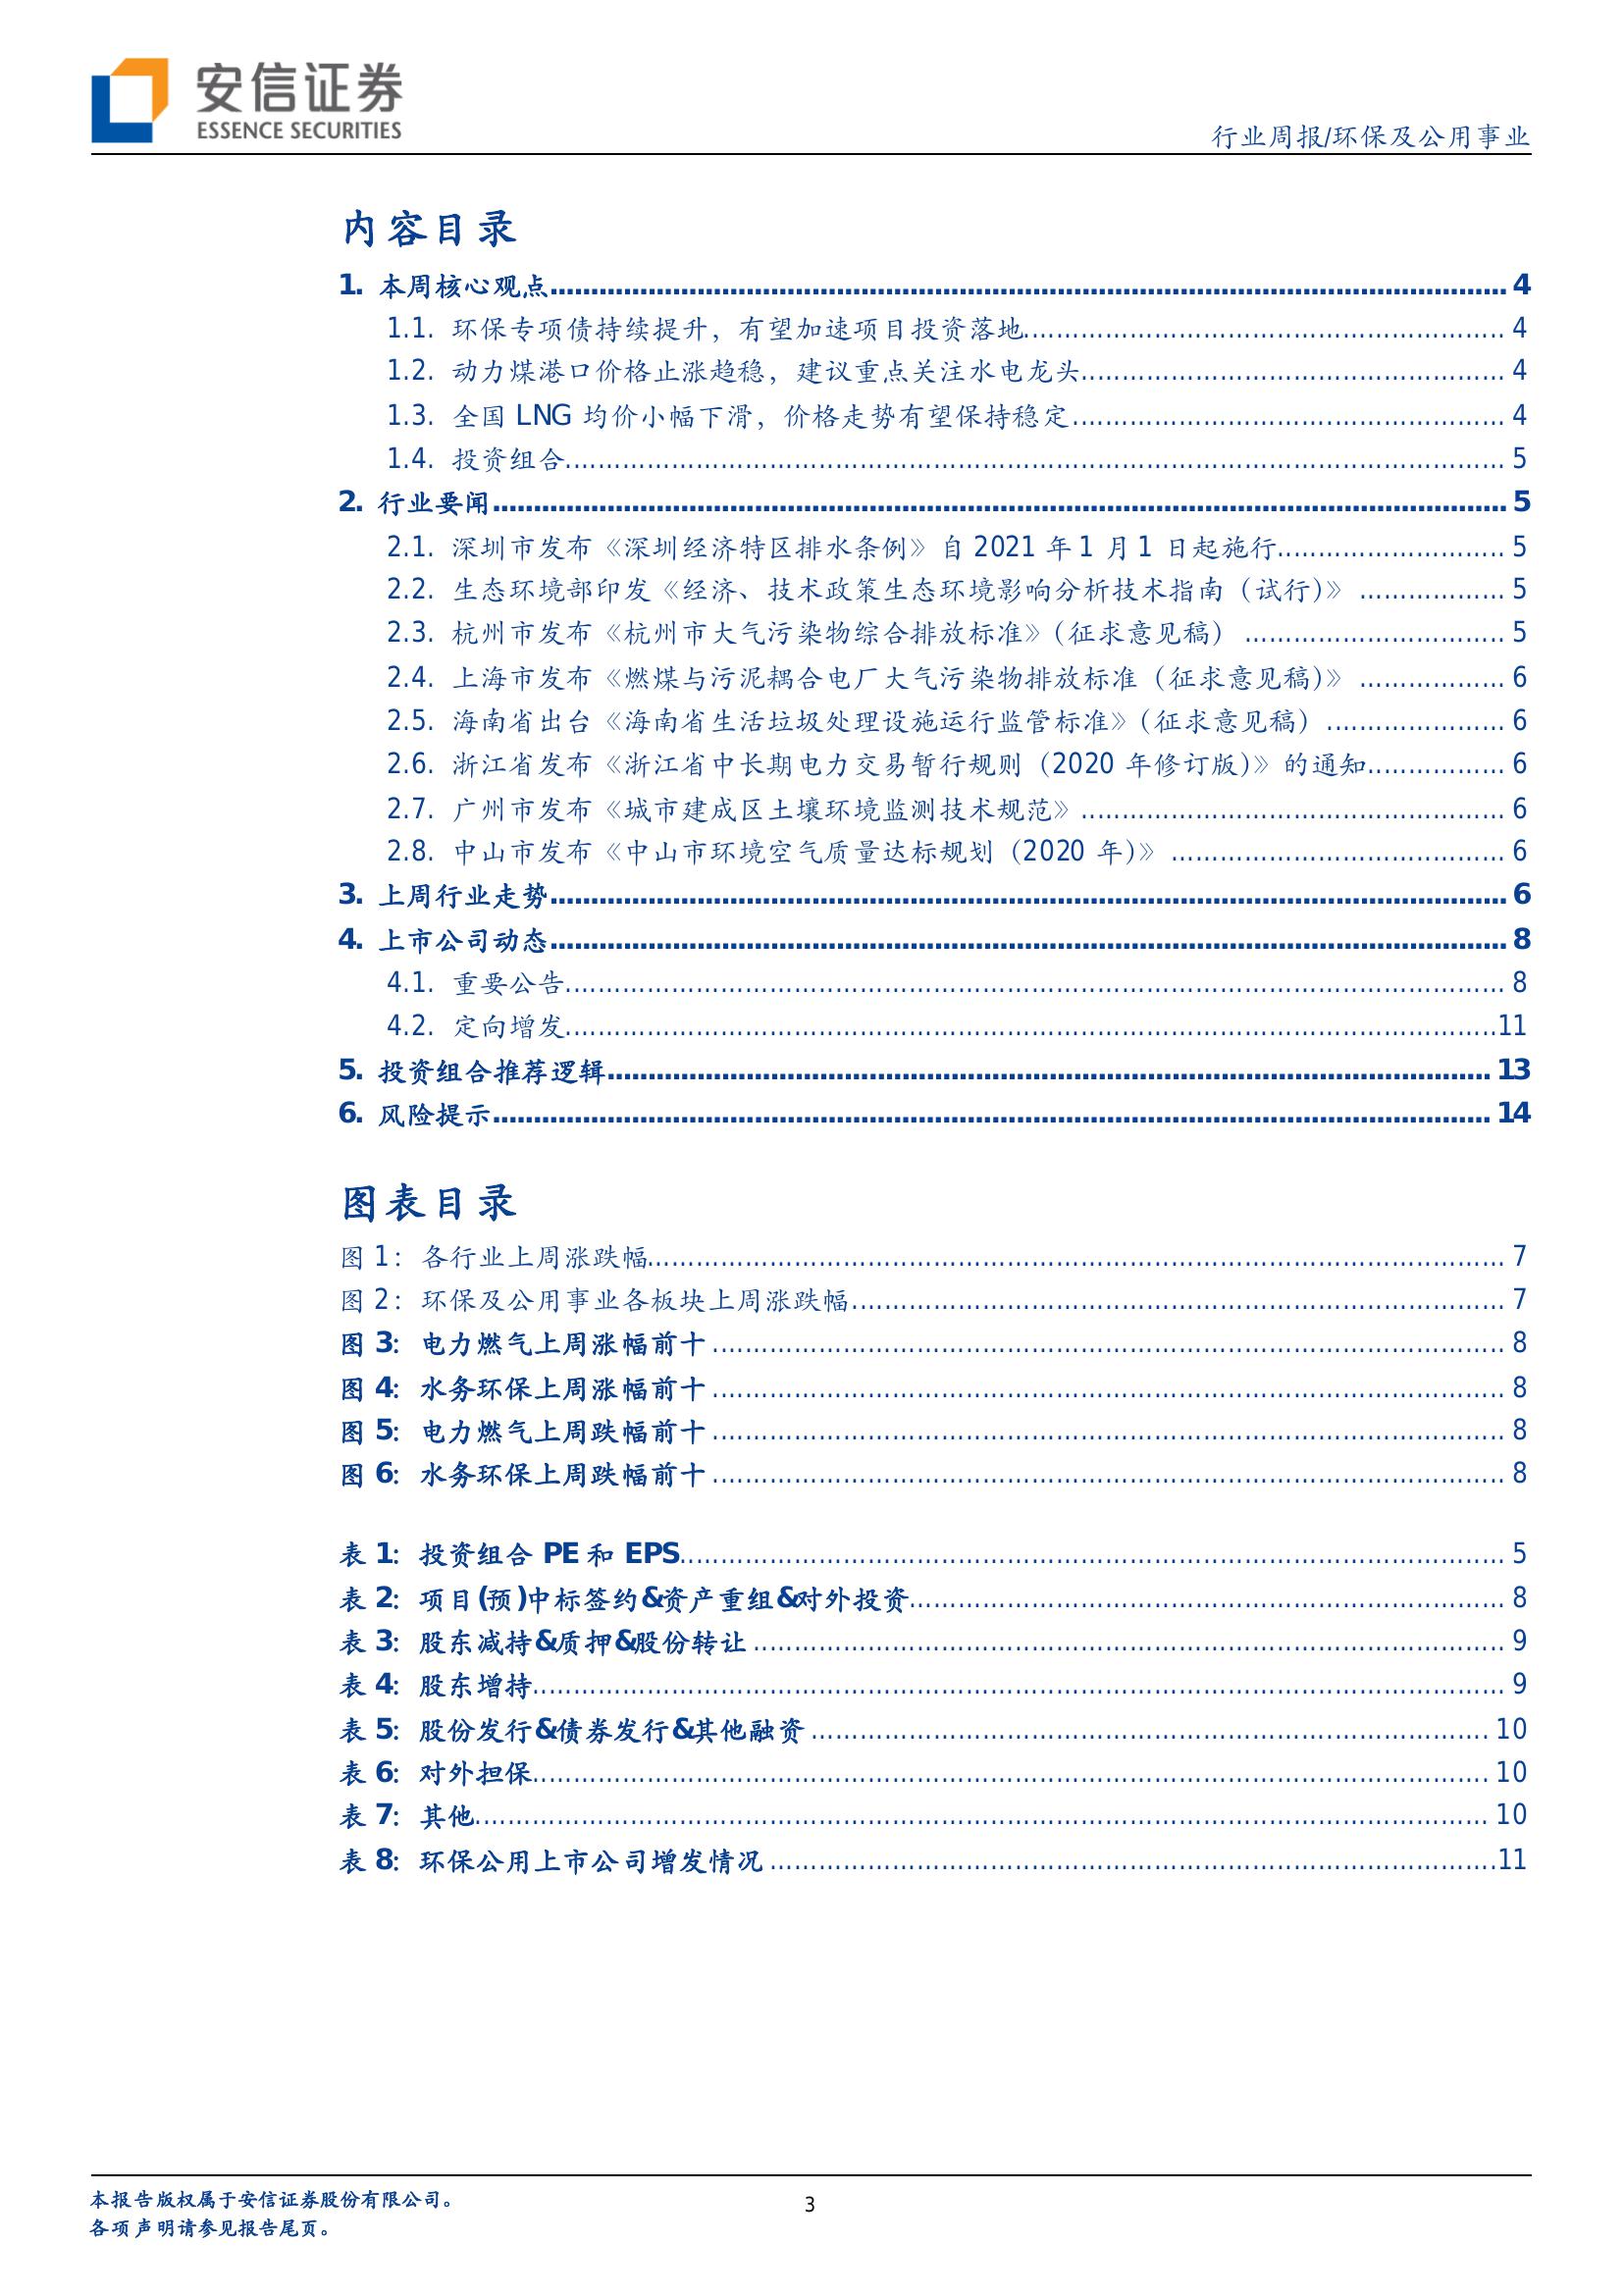 安信证券
ESSENCE SECURITIES
行业周报/环保及公用事业
内容目录
1. 本周核心观点 4
1.1. 环保专项债持续提升，有望加速项目投资落地 4
1.2. 动力煤港口价格止涨趋稳，建议重点关注水电龙头 4
1.3. 全国 LNG 均价小幅下滑，价格走势有望保持稳定 4
1.4. 投资组合 5
2. 行业要闻 5
2.1. 深圳市发布《深圳经济特区排水条例》自 2021 年 1 月 1 日起施行 5
2.2. 生态环境部印发《经济、技术政策生态环境影响分析技术指南（试行）》 5
2.3. 杭州市发布《杭州市大气污染物综合排放标准》（征求意见稿） 5
2.4. 上海市发布《燃煤与污泥耦合电厂大气污染物排放标准（征求意见稿）》 6
2.5. 海南省出台《海南省生活垃圾处理设施运行监管标准》（征求意见稿） 6
2.6. 浙江省发布《浙江省中长期电力交易暂行规则（2020 年修订版）》的通知 6
2.7. 广州市发布《城市建成区土壤环境监测技术规范》 6
2.8. 中山市发布《中山市环境空气质量达标规划（2020 年）》 6
3. 上周行业走势 6
4. 上市公司动态 8
4.1. 重要公告 8
4.2. 定向增发 11
5. 投资组合推荐逻辑 13
6. 风险提示 14
图表目录
图 1：各行业上周涨跌幅 7
图 2：环保及公用事业各板块上周涨跌幅 7
图 3：电力燃气上周涨幅前十 8
图 4：水务环保上周涨幅前十 8
图 5：电力燃气上周跌幅前十 8
图 6：水务环保上周跌幅前十 8
表 1：投资组合 PE 和 EPS 5
表 2：项目(预)中标签约&资产重组&对外投资 8
表 3：股东减持&质押&股份转让 9
表 4：股东增持 9
表 5：股份发行&债券发行&其他融资 10
表 6：对外担保 10
表 7：其他 10
表 8：环保公用上市公司增发情况 11
本报告版权属于安信证券股份有限公司。
3
各项声明请参见报告尾页。